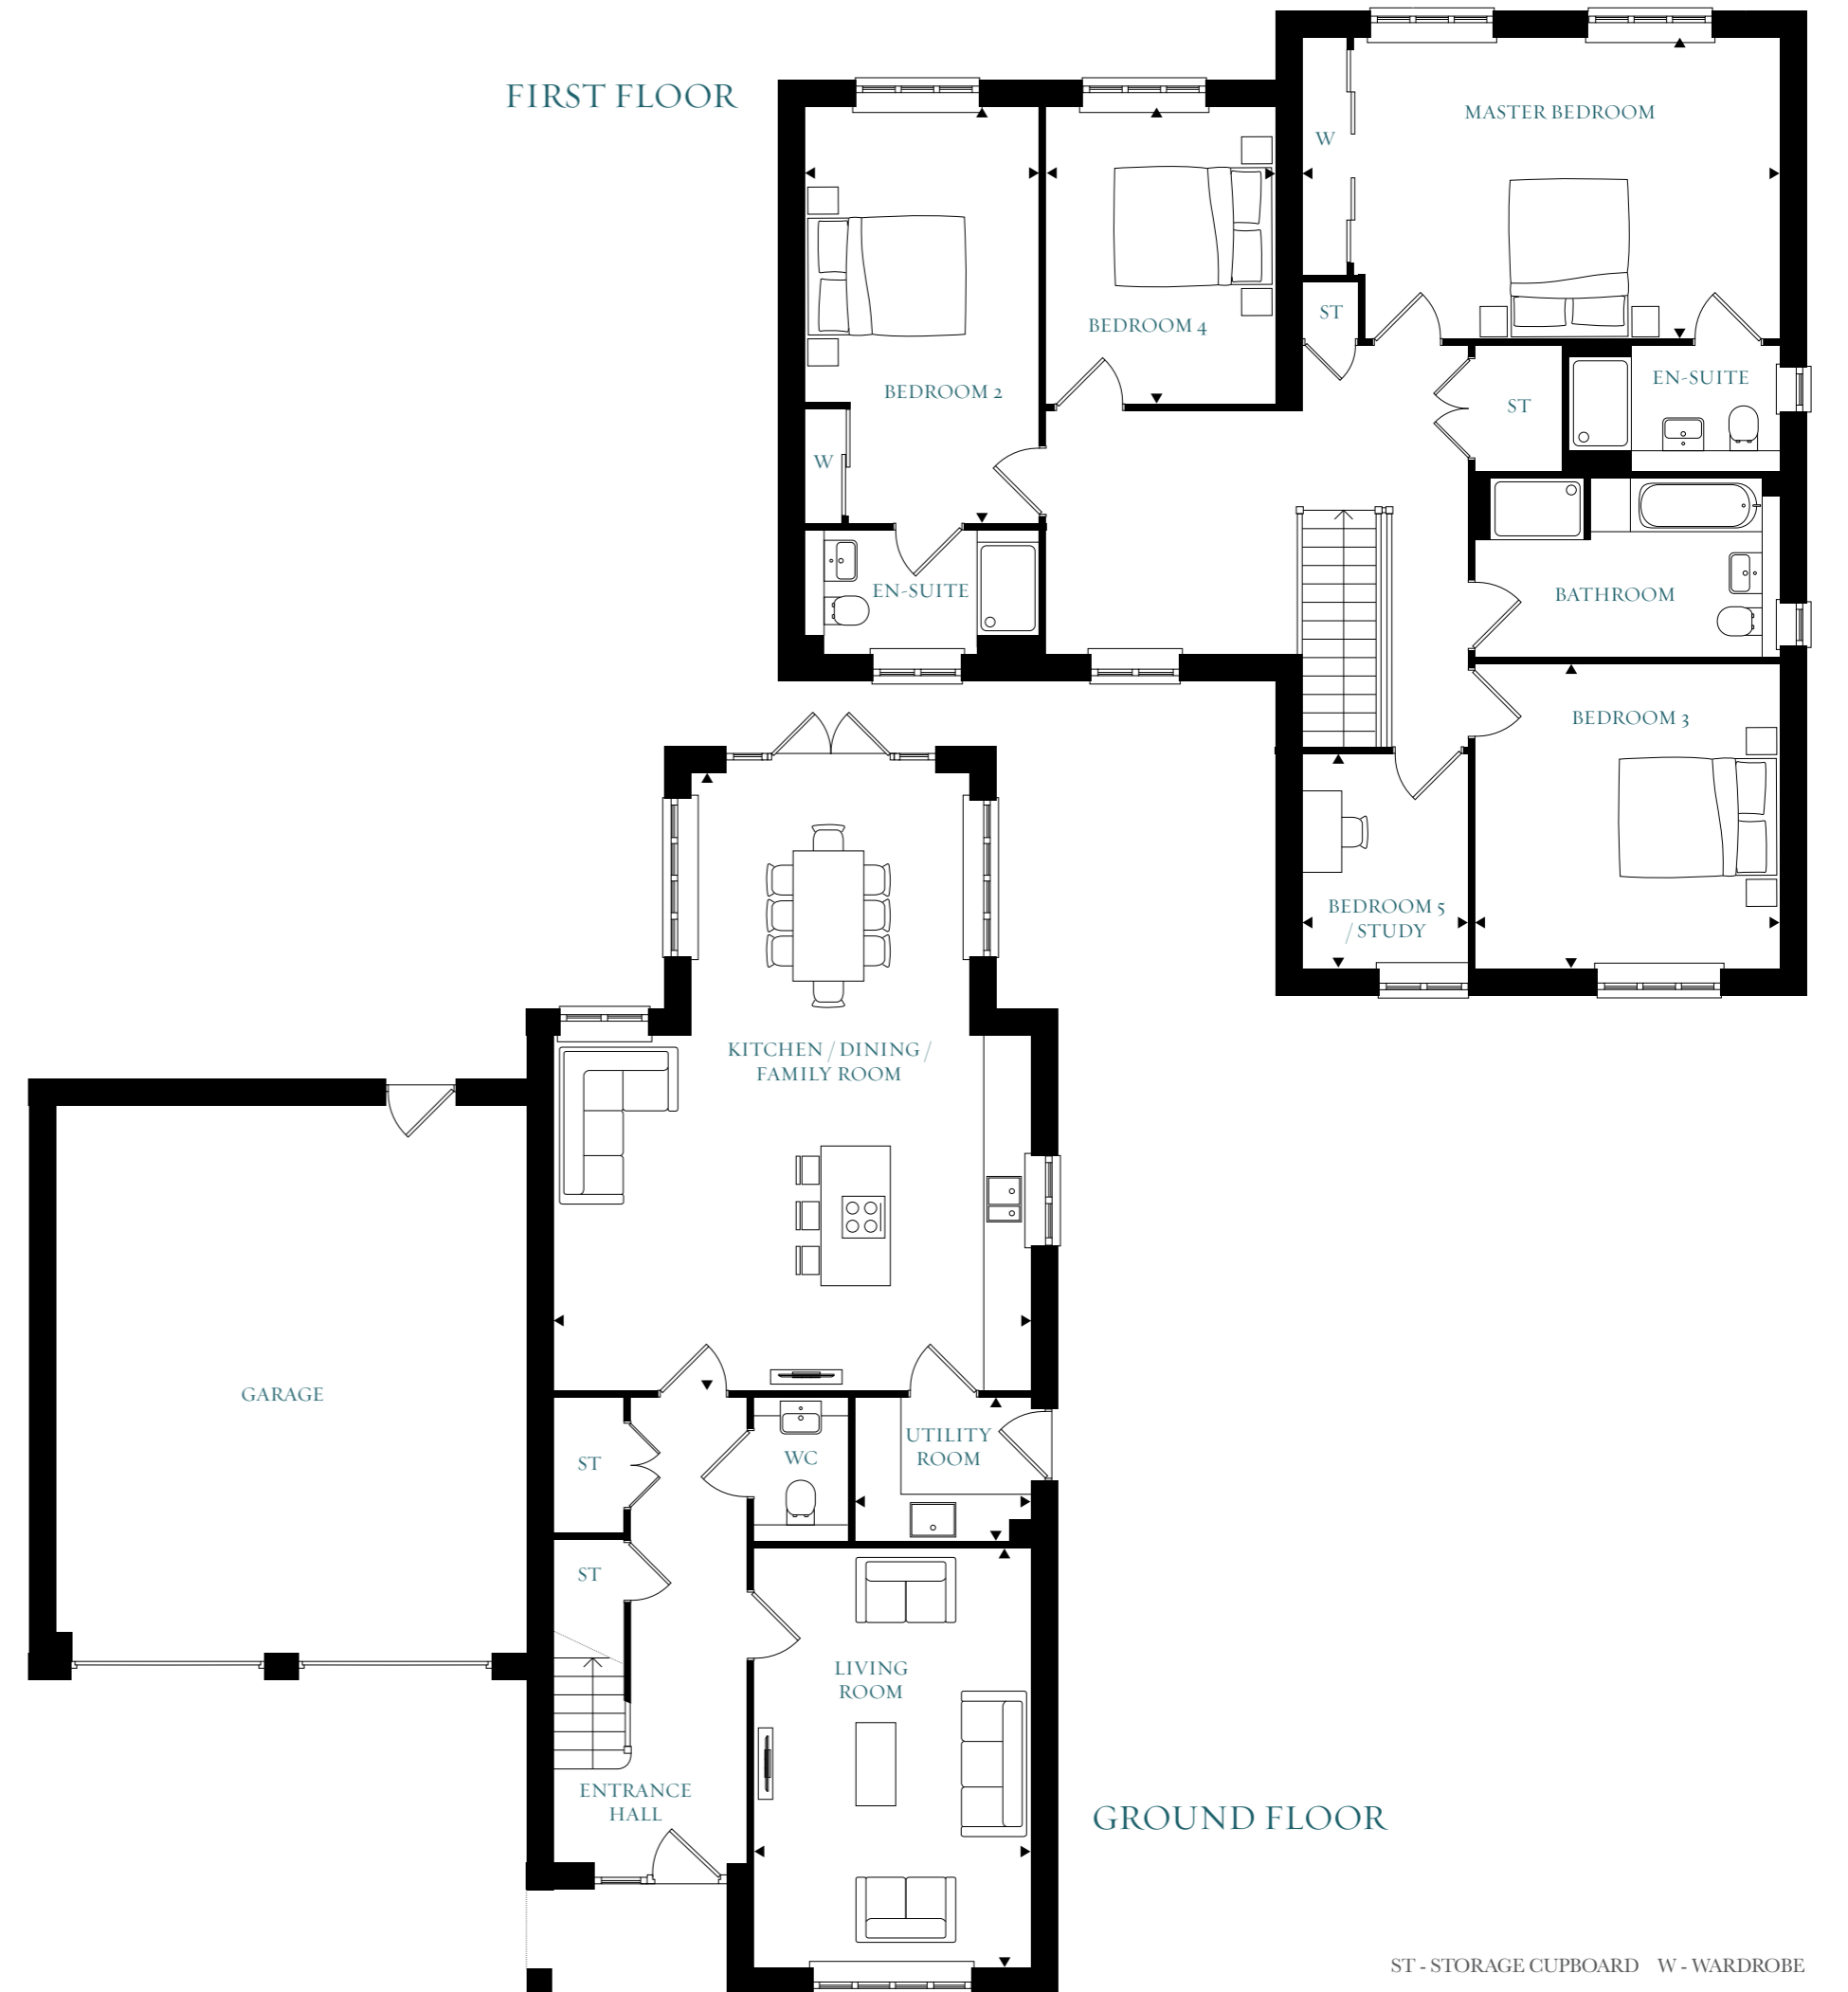 FIRST FLOOR
MASTER BEDROOM
W
BEDROOM 4
ST
BEDROOM 2
EN-SUITE
ST
W
EN-SUITE
BATHROOM
BEDROOM 3
BEDROOM 5
/ STUDY
KITCHEN / DINING /
FAMILY ROOM
GARAGE
ST
WC
UTILITY
ROOM
ST
LIVING
ROOM
ENTRANCE
HALL
GROUND FLOOR
ST - STORAGE CUPBOARD W - WARDROBE